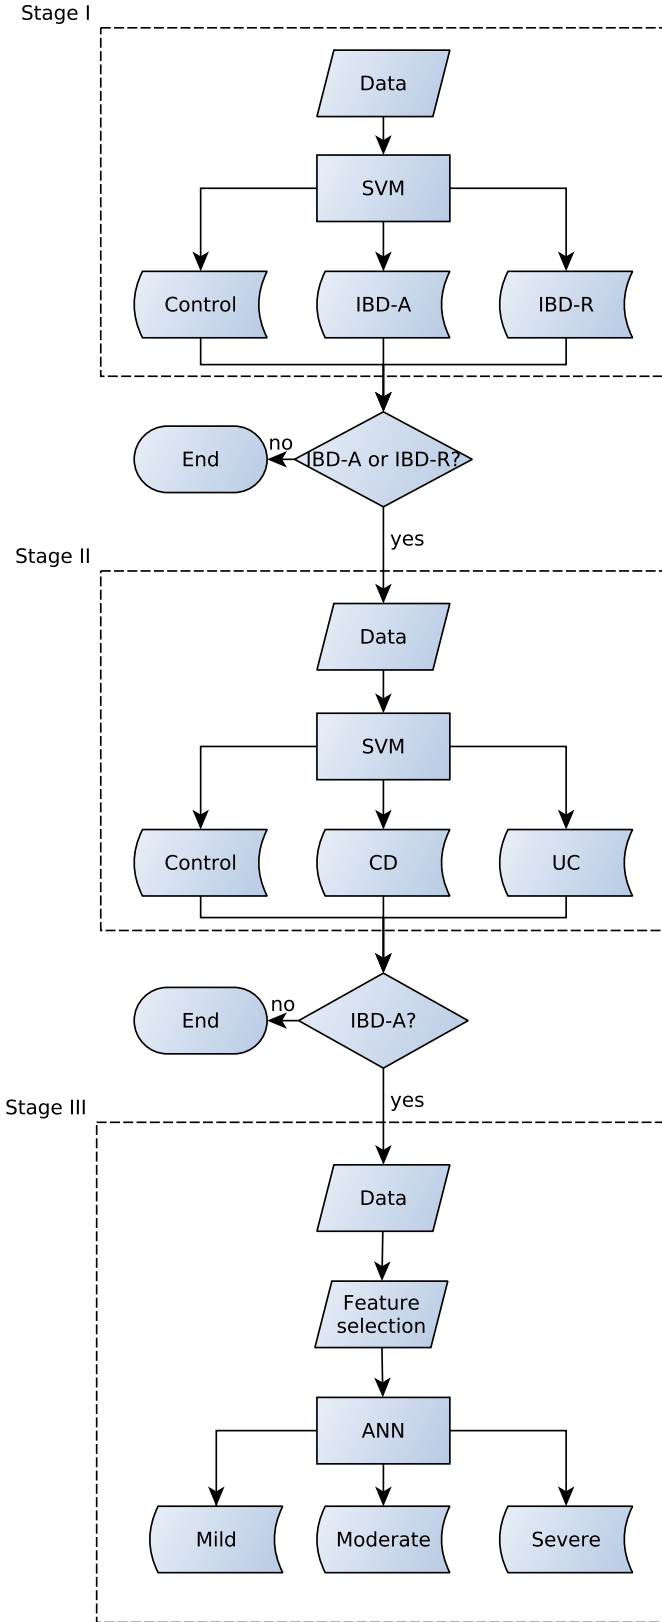 Stage I
Data
SVM
Control
IBD-A
IBD-R
no
End
IBD-A or IBD-R?
yes
Stage II
Data
SVM
Control
CD
UC
no
End
IBD-A?
yes
Stage III
Data
Feature
selection
ANN
Mild
Moderate
Severe